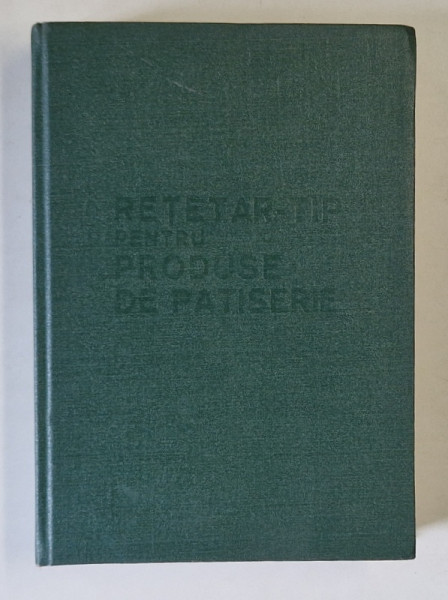 REȚETAR-TIP
PENTRU
PRODUSE
DE PATISERIE